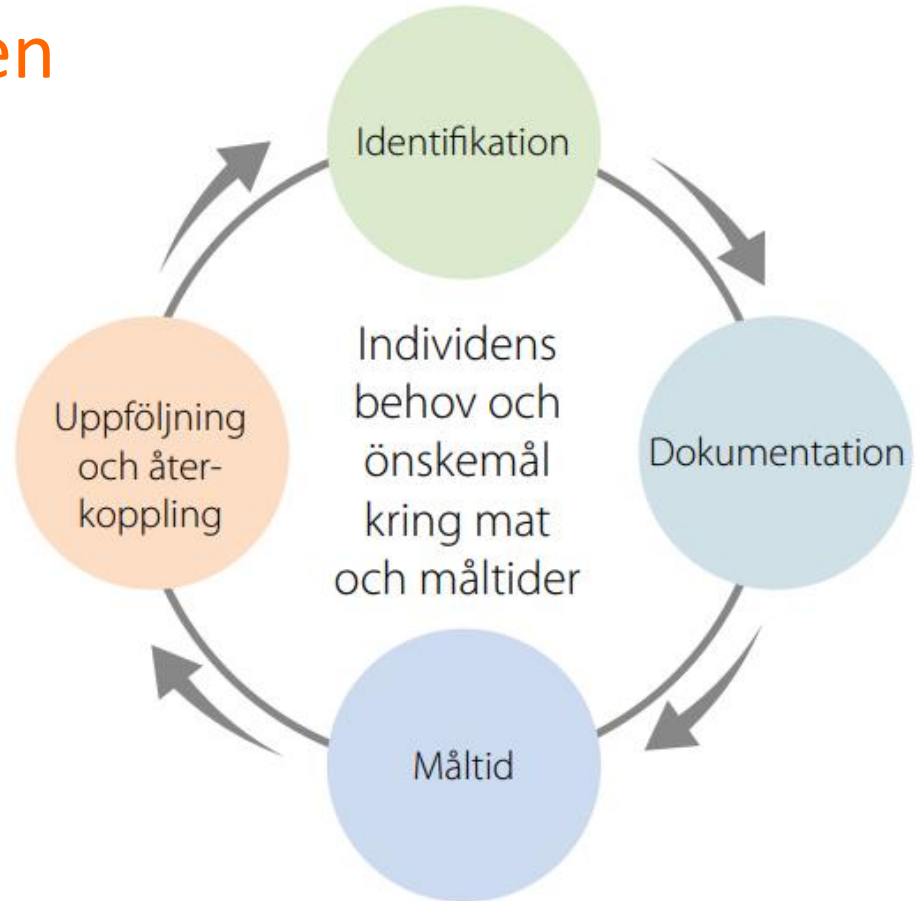 en
Identifikation
Individens
behov och
önskemål
kring mat
och måltider
Dokumentation
Måltid
Uppföljning
och åter-
koppling